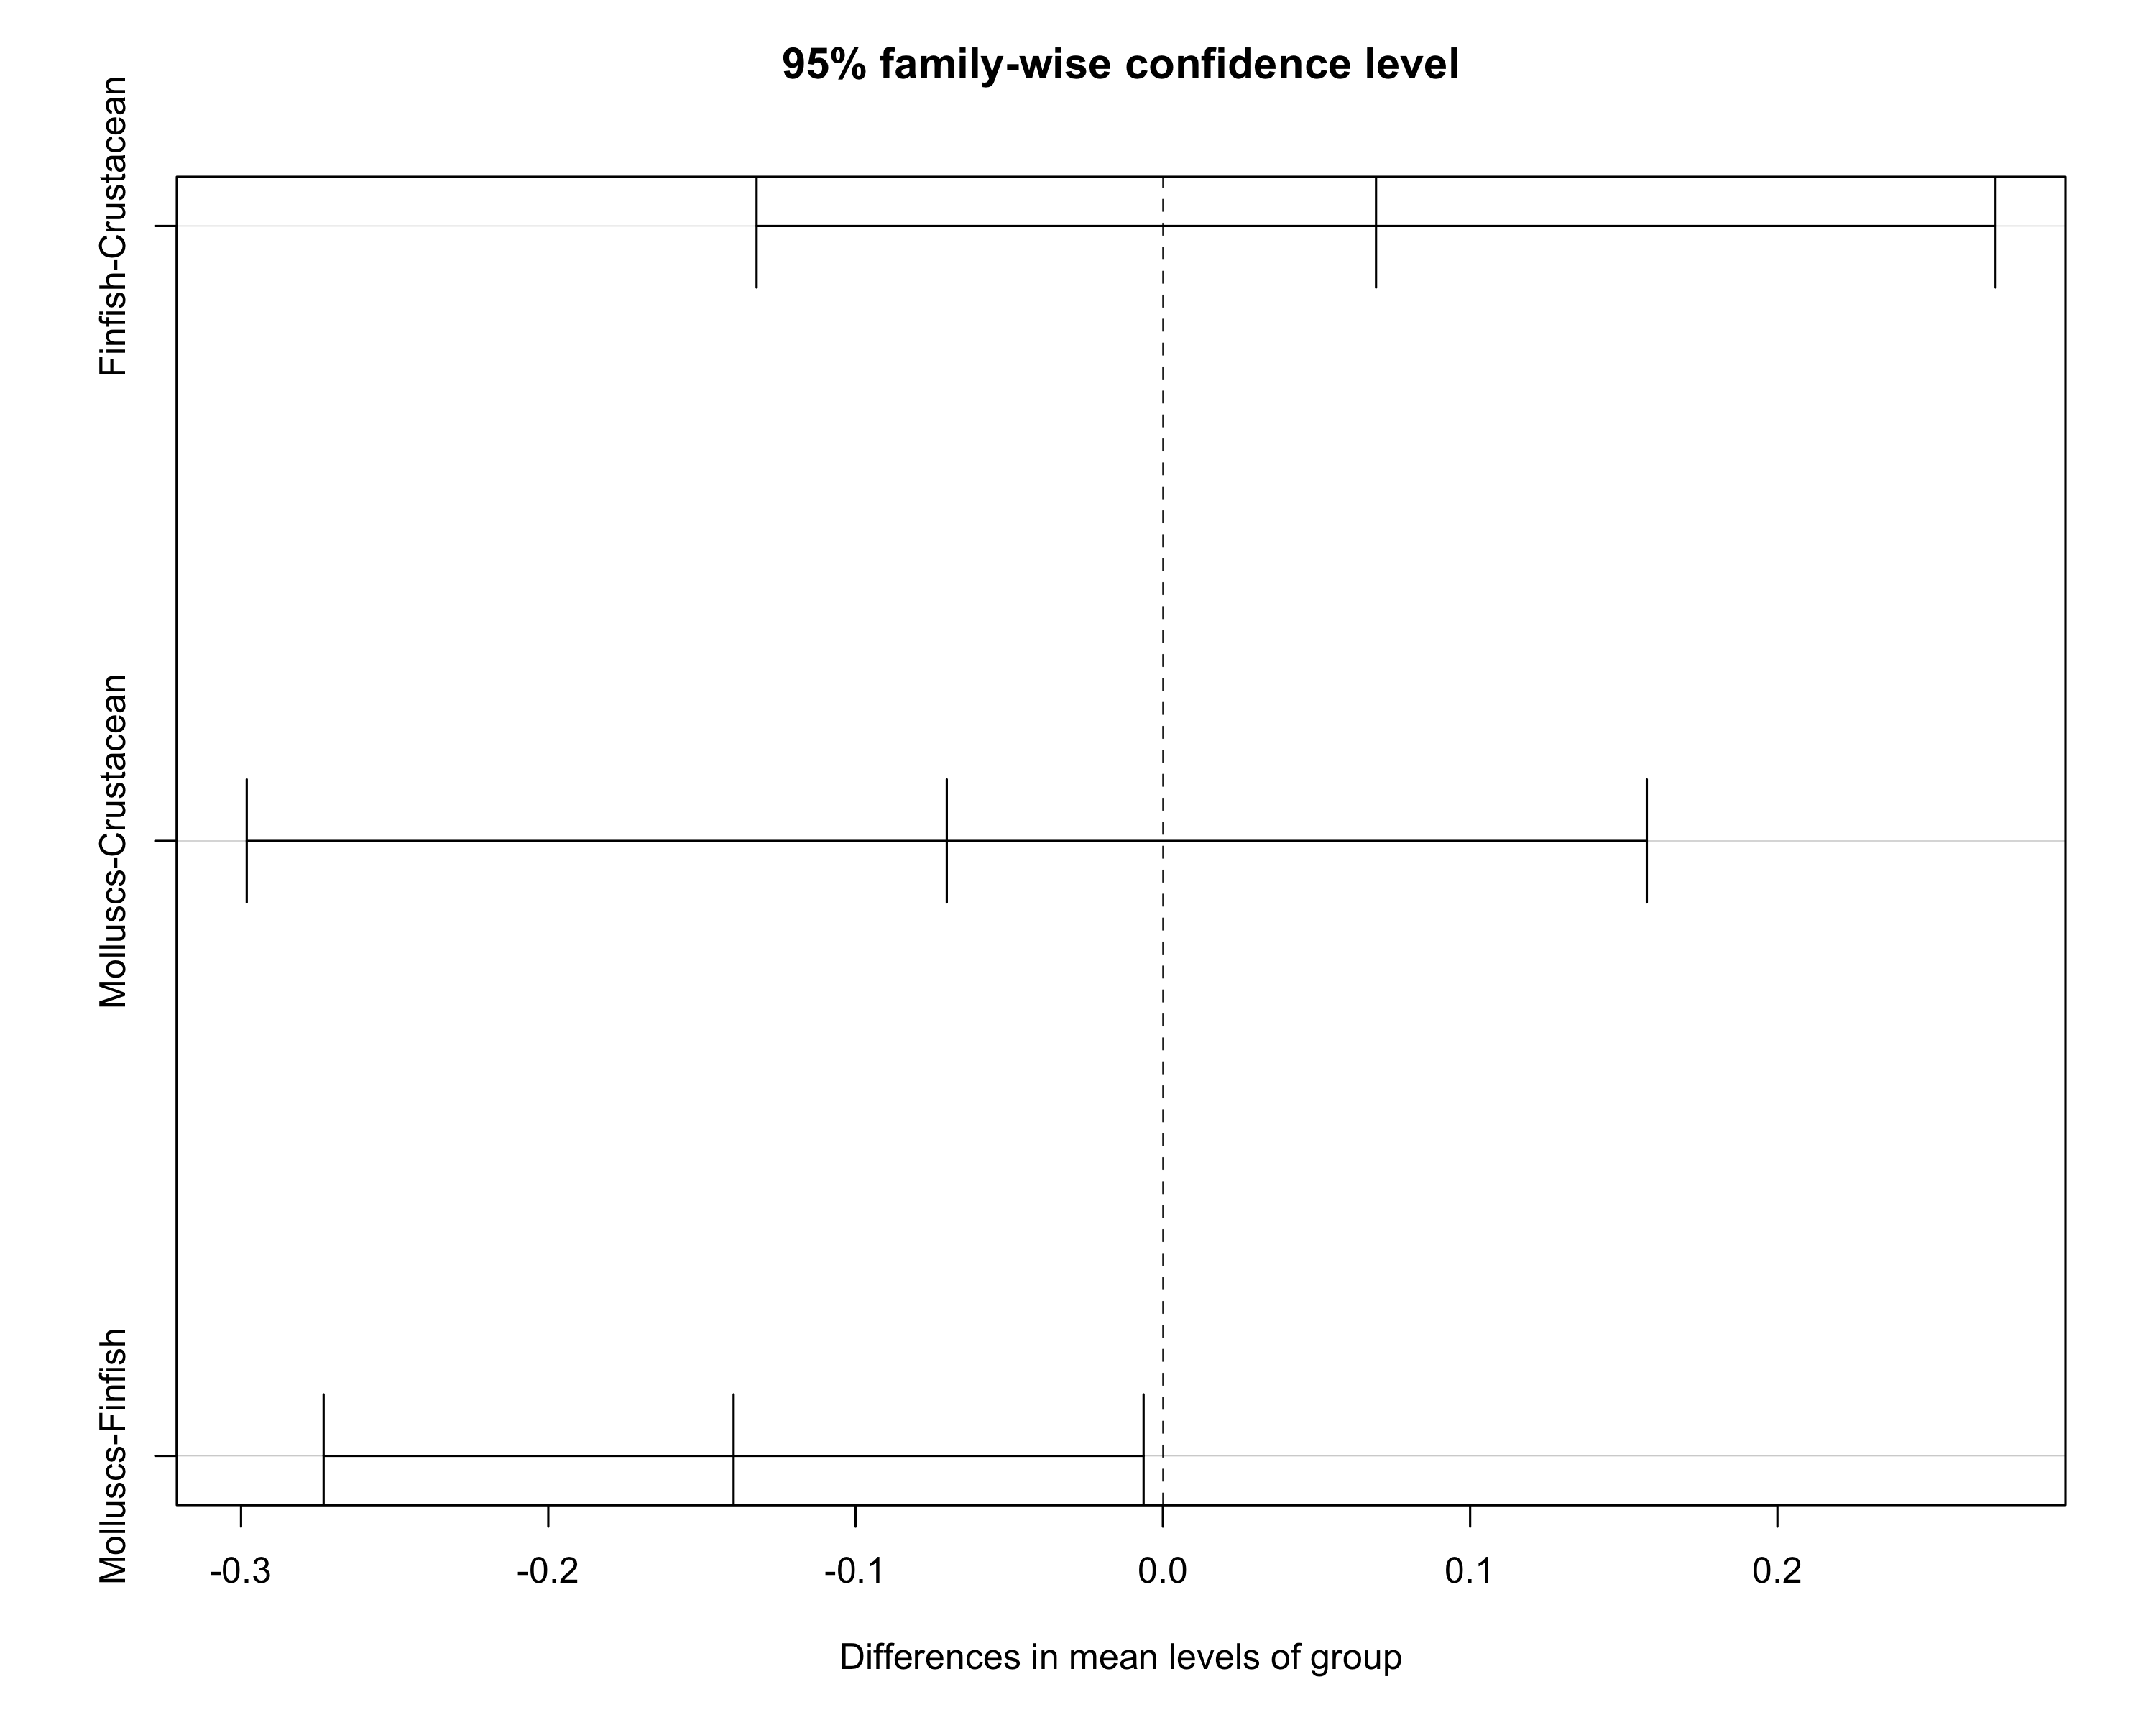 95% family-wise confidence level
Finfish-Crustacean
Molluscs-Crustacean
Molluscs-Finfish
-0.3 -0.2 -0.1 0.0 0.1 0.2
Differences in mean levels of group